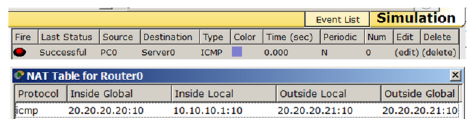 Event List Simulation
Fire Last Status Source Destination Type Color Time (sec) Periodic Num Edit Delete
Successful PC0 Server0 ICMP 0.000 N 0 (edit) (delete)
NAT Table for Router0
Protocol Inside Global Inside Local Outside Local Outside Global
icmp 20.20.20.20:10 10.10.10.1:10 20.20.20.21:10 20.20.20.21:10